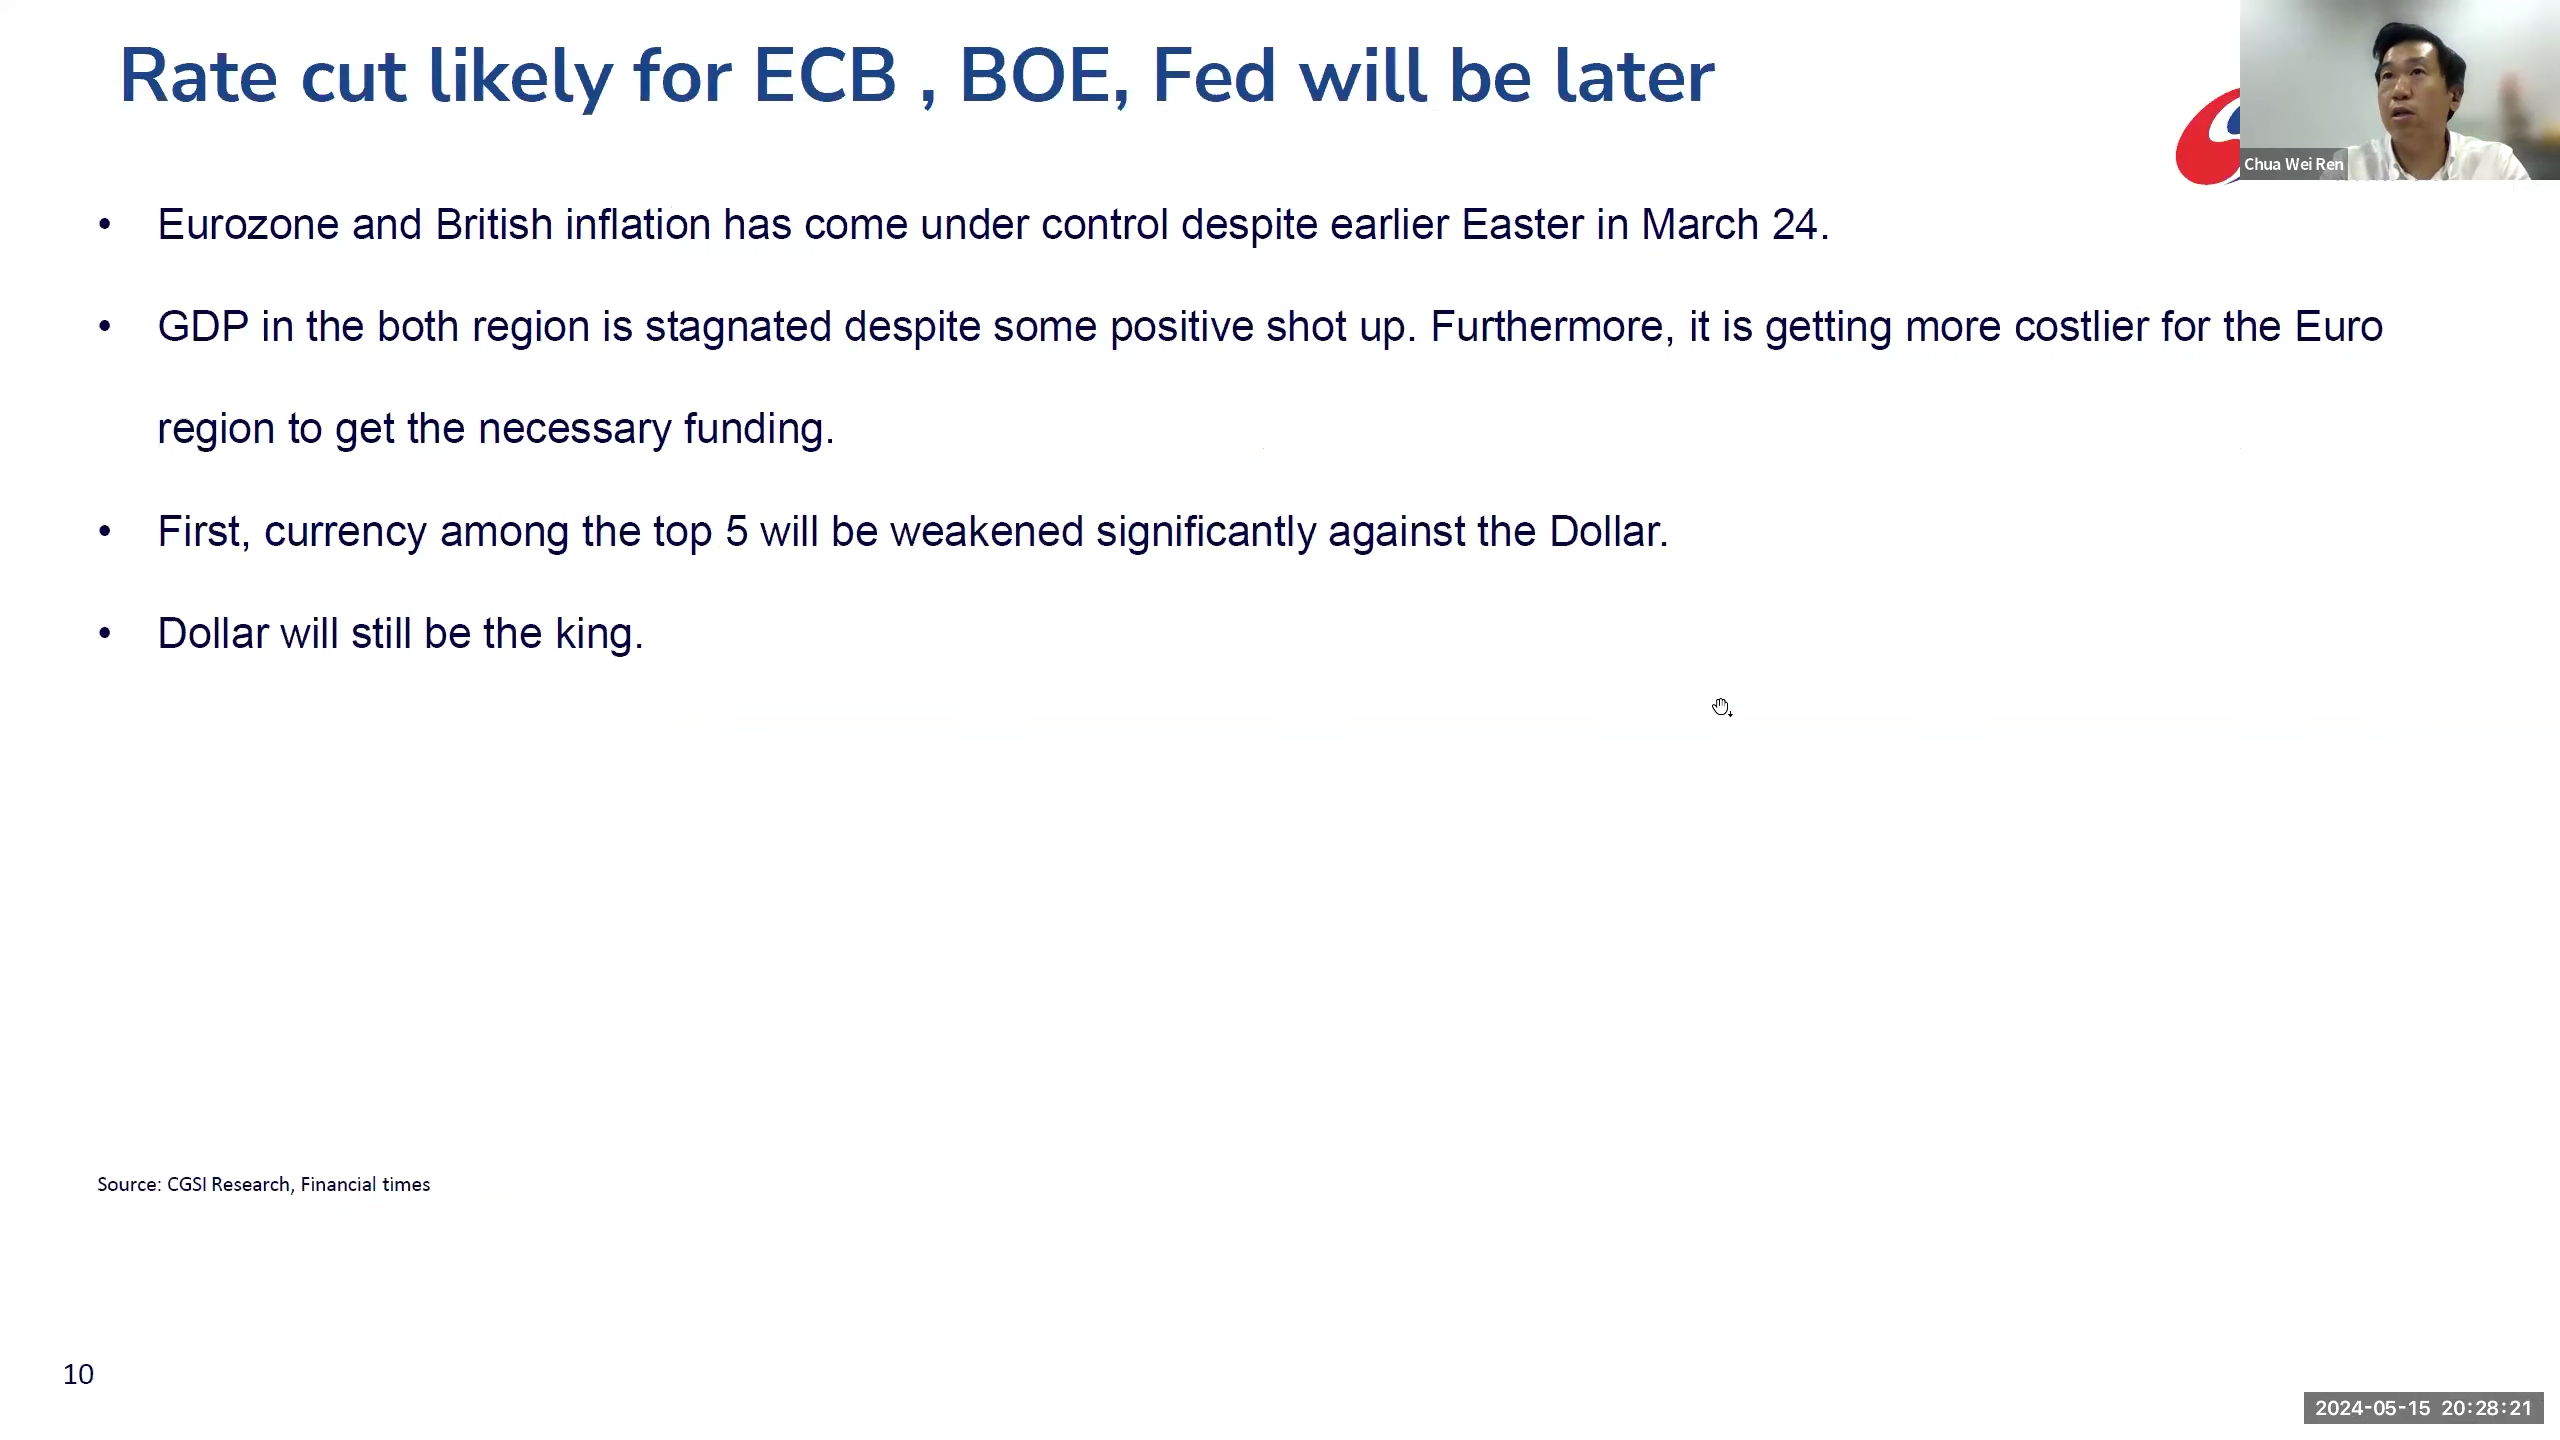 Rate cut likely for ECB , BOE, Fed will be later
Chua Wei Ren
• Eurozone and British inflation has come under control despite earlier Easter in March 24.
• GDP in the both region is stagnated despite some positive shot up. Furthermore, it is getting more costlier for the Euro
region to get the necessary funding.
• First, currency among the top 5 will be weakened significantly against the Dollar.
• Dollar will still be the king.
Source: CGSI Research, Financial times
10
2024-05-15 20:28:21